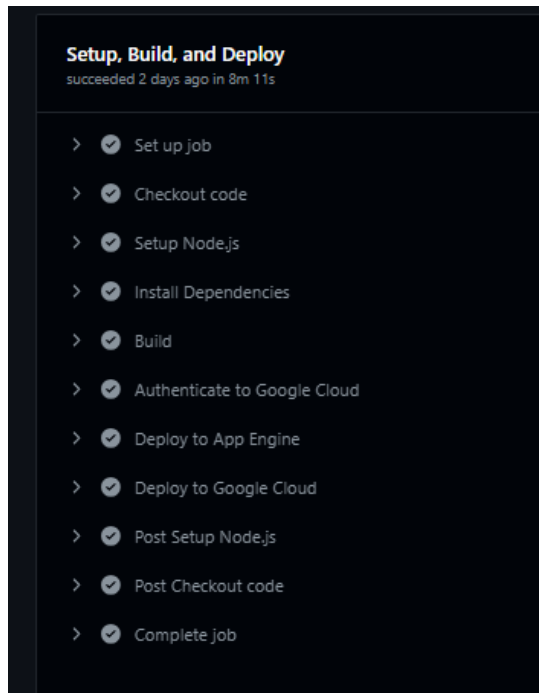 Setup, Build, and Deploy
succeeded 2 days ago in 8m 11s
Set up job
Checkout code
Setup Node.js
Install Dependencies
Build
Authenticate to Google Cloud
Deploy to App Engine
Deploy to Google Cloud
Post Setup Node.js
Post Checkout code
Complete job